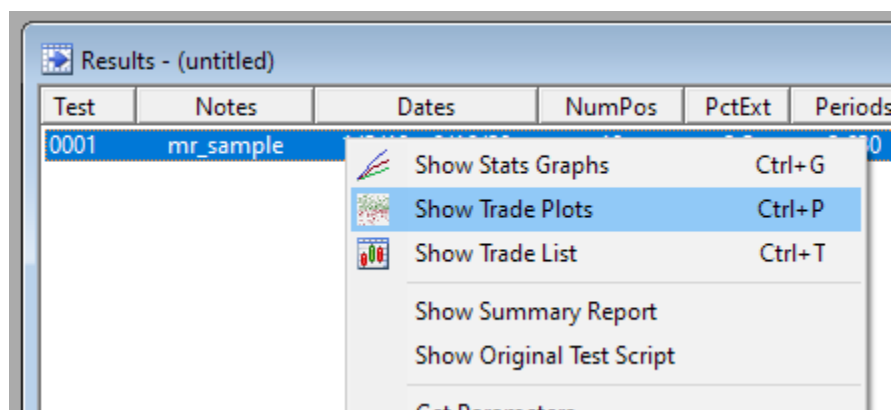 Results - (untitled)
Test Notes Dates NumPos PctExt Periods
0001 mr_sample
Show Stats Graphs Ctrl+G
Show Trade Plots Ctrl+P
Show Trade List Ctrl+T
Show Summary Report
Show Original Test Script